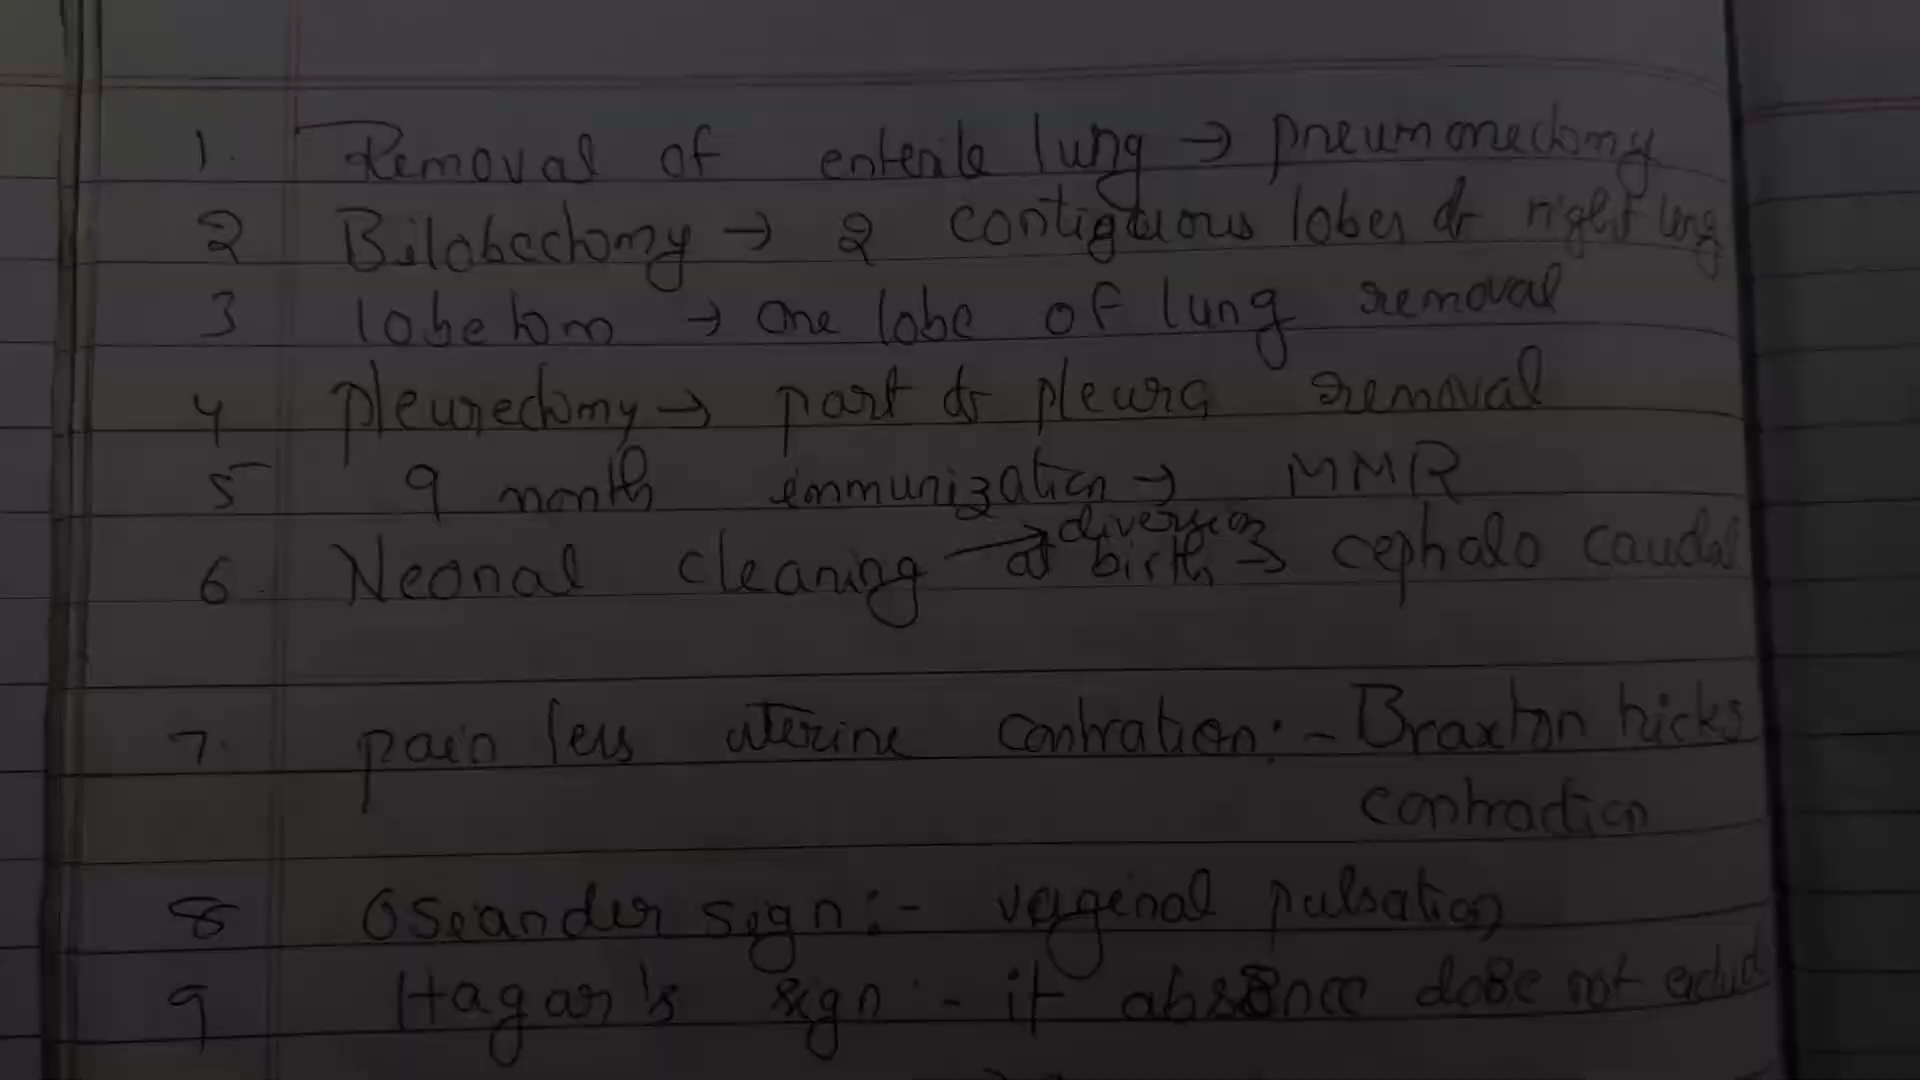 1. Removal of enterile lung → pneumonectomy
2 Bilobectomy → 2 contiguous lobes of right lung
3 lobetom → one lobe of lung removal
4 pleurectomy → part of pleura removal
5 9 month immunization → MMR
6. Neonal cleaning → diversion at birth → cephalo caudal
7. pain less uterine contration:- Braxton hicks
contraction
8 Oseander sign:- vaginal pulsation
9 Hagar's sign - it absence dose not exclud